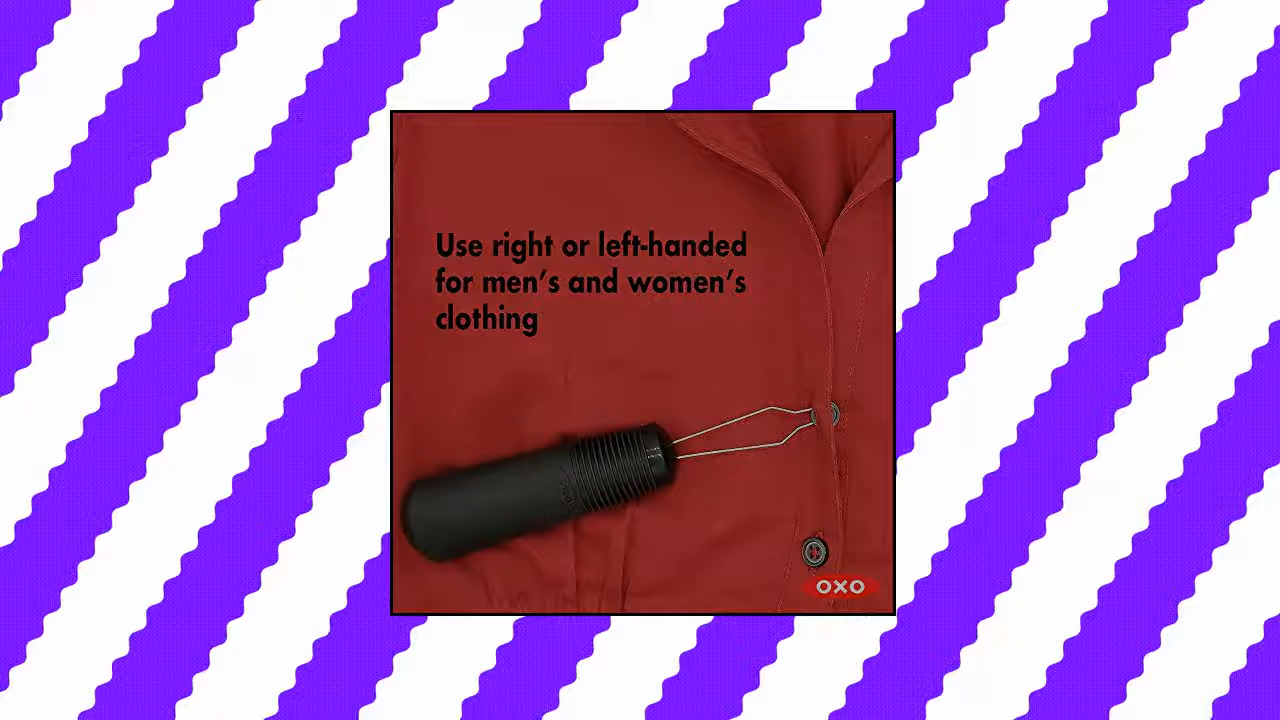 Use right or left-handed
for men's and women's
clothing
OXO